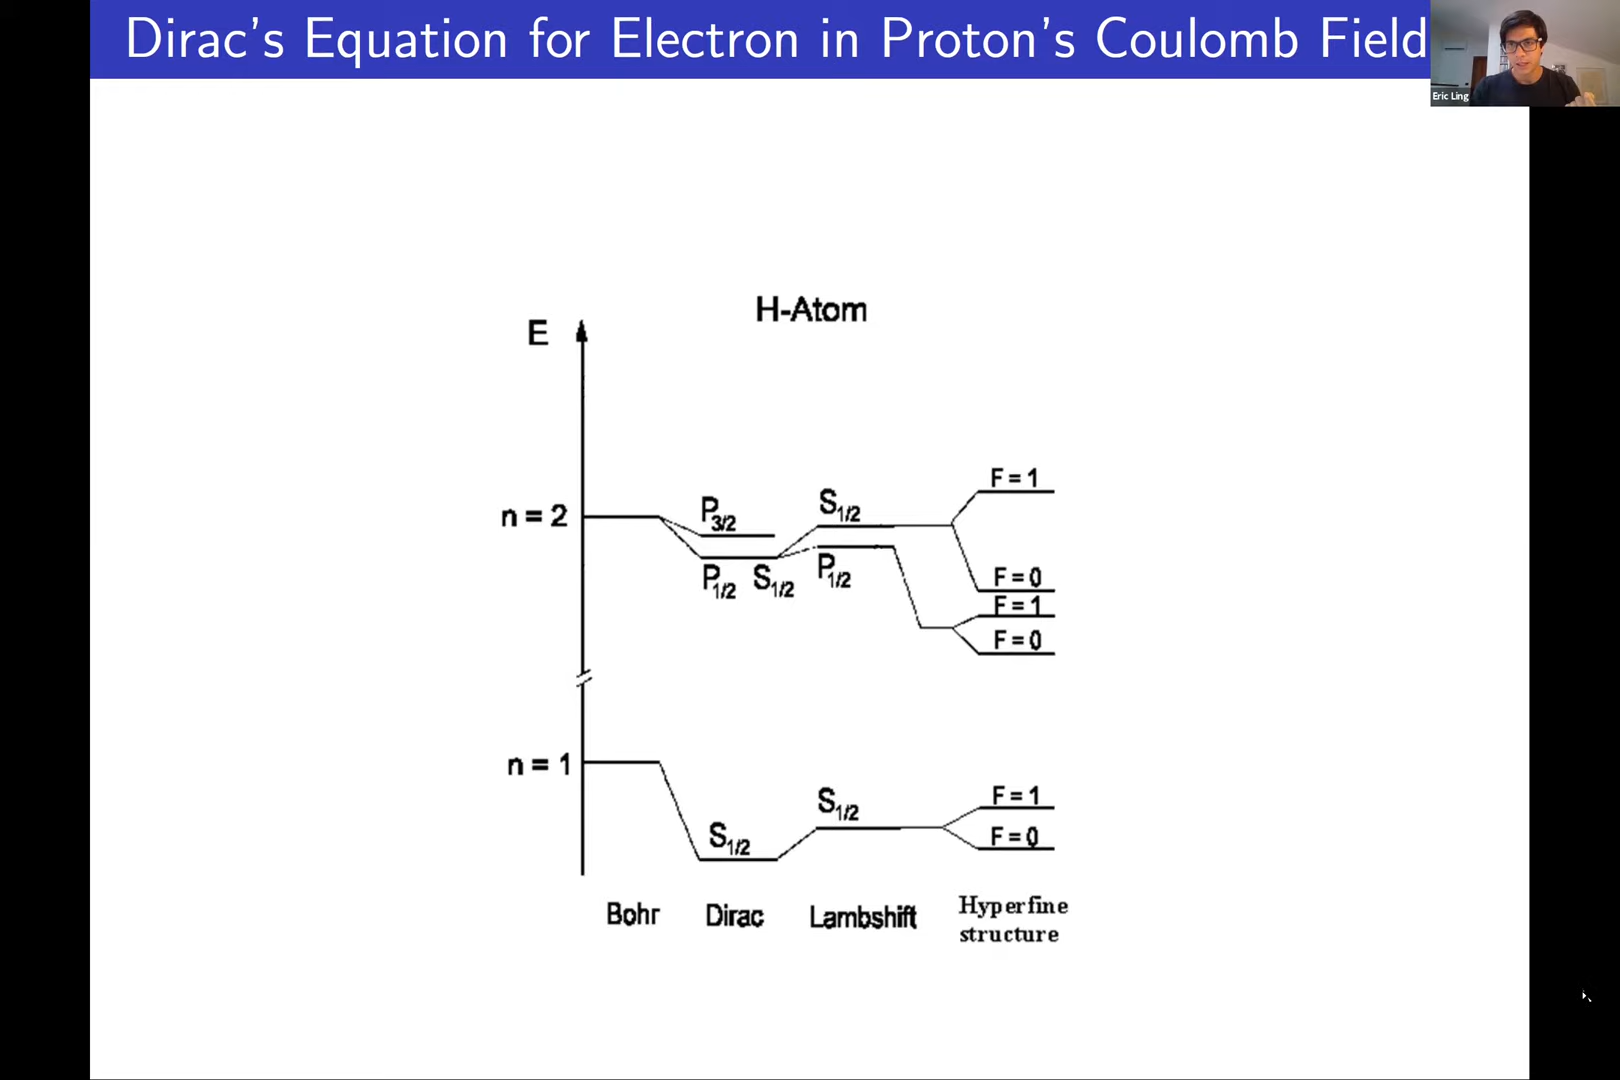 Dirac's Equation for Electron in Proton's Coulomb Field
Eric Ling
H-Atom
E
F = 1
P3/2
S1/2
n = 2
F = 0
P1/2 S1/2
P1/2
F = 1
F = 0
n = 1
F = 1
S1/2
S1/2
F = 0
Bohr
Dirac
Lambshift
Hyperfine
structure